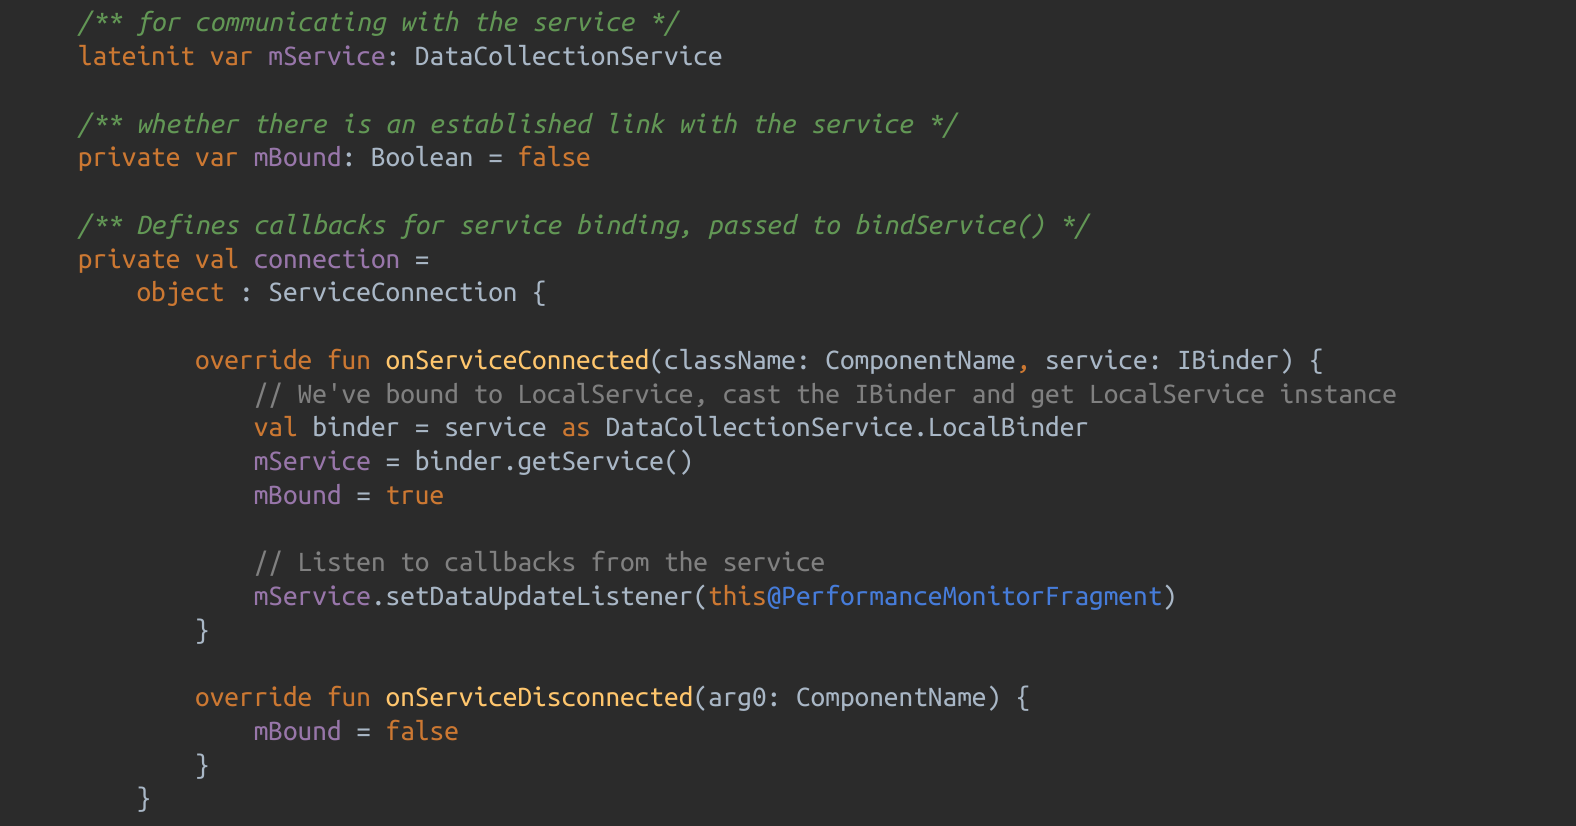 /** for communicating with the service */
lateinit var mService: DataCollectionService
/** whether there is an established link with the service */
private var mBound: Boolean = false
/** Defines callbacks for service binding, passed to bindService() */
private val connection =
object : ServiceConnection {
override fun onServiceConnected(className: ComponentName, service: IBinder) {
// We've bound to LocalService, cast the IBinder and get LocalService instance
val binder = service as DataCollectionService.LocalBinder
mService = binder.getService()
mBound = true
// Listen to callbacks from the service
mService.setDataUpdateListener(this@PerformanceMonitorFragment)
}
override fun onServiceDisconnected(arg0: ComponentName) {
mBound = false
}
}